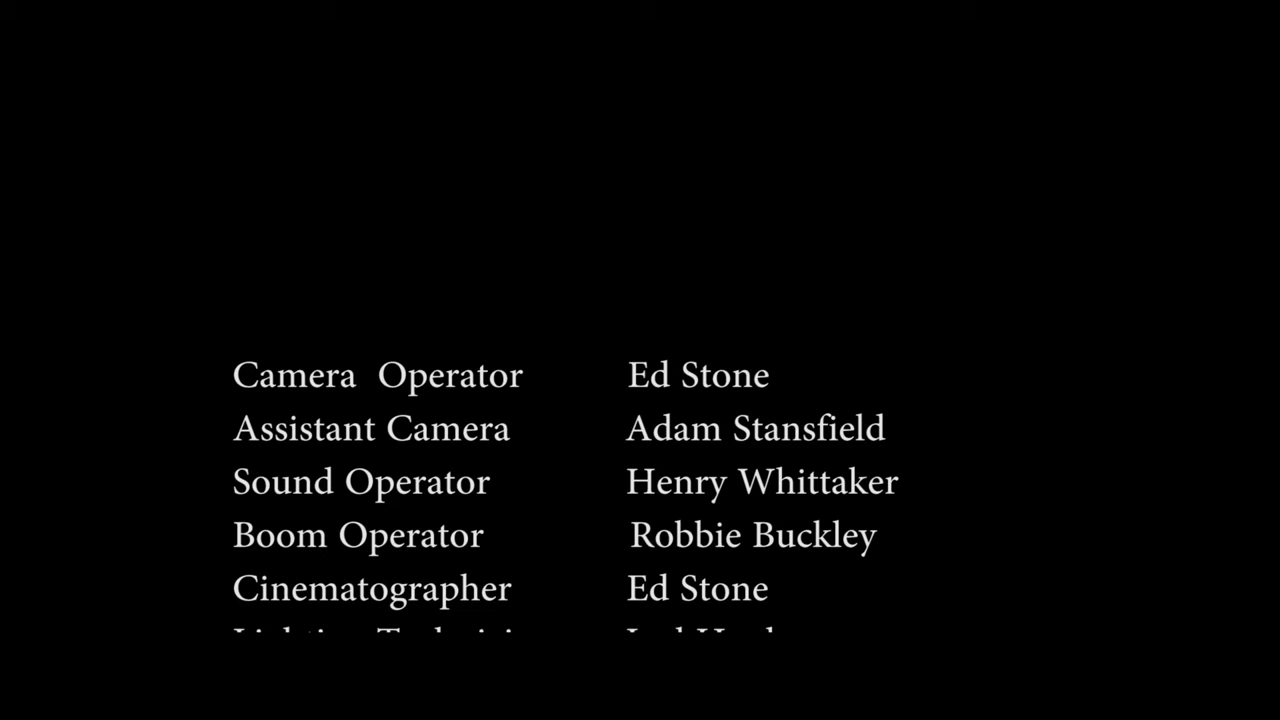 Camera Operator Ed Stone
Assistant Camera Adam Stansfield
Sound Operator Henry Whittaker
Boom Operator Robbie Buckley
Cinematographer Ed Stone